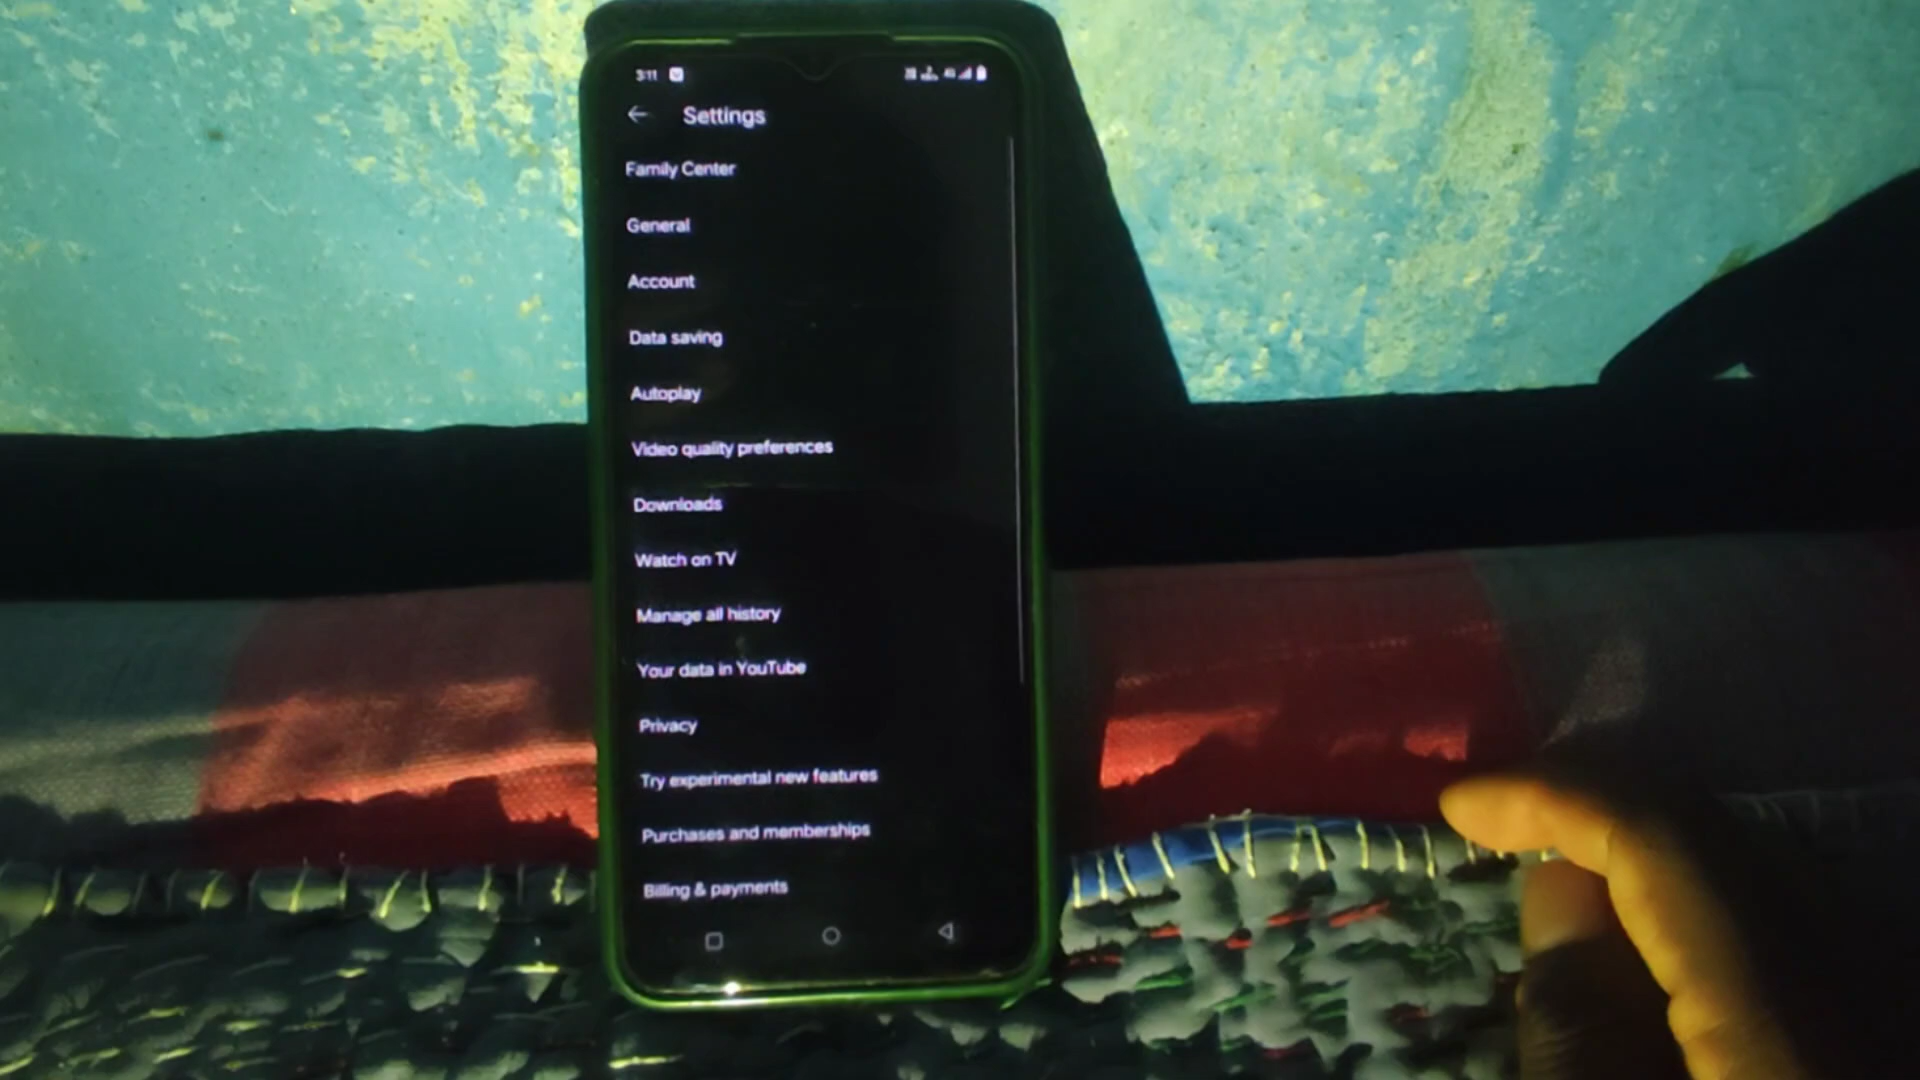 3:11
Settings
Family Center
General
Account
Data saving
Autoplay
Video quality preferences
Downloads
Watch on TV
Manage all history
Your data in YouTube
Privacy
Try experimental new features
Purchases and memberships
Billing & payments